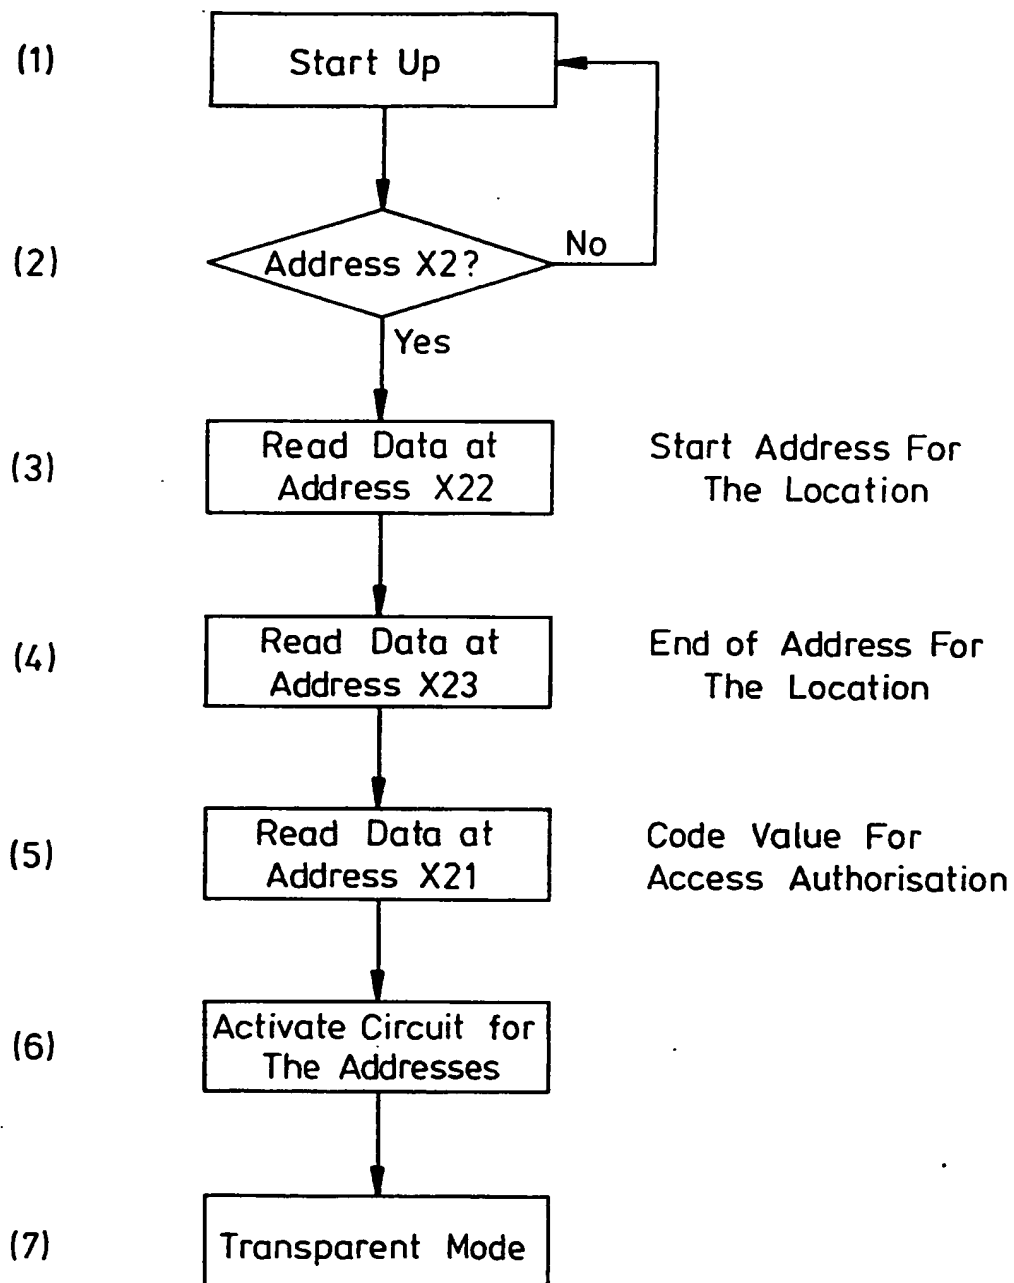 (1)
Start Up
(2)
Address X2?
No
Yes
(3)
Read Data at
Address X22
Start Address For
The Location
(4)
Read Data at
Address X23
End of Address For
The Location
(5)
Read Data at
Address X21
Code Value For
Access Authorisation
(6)
Activate Circuit for
The Addresses
(7)
Transparent Mode